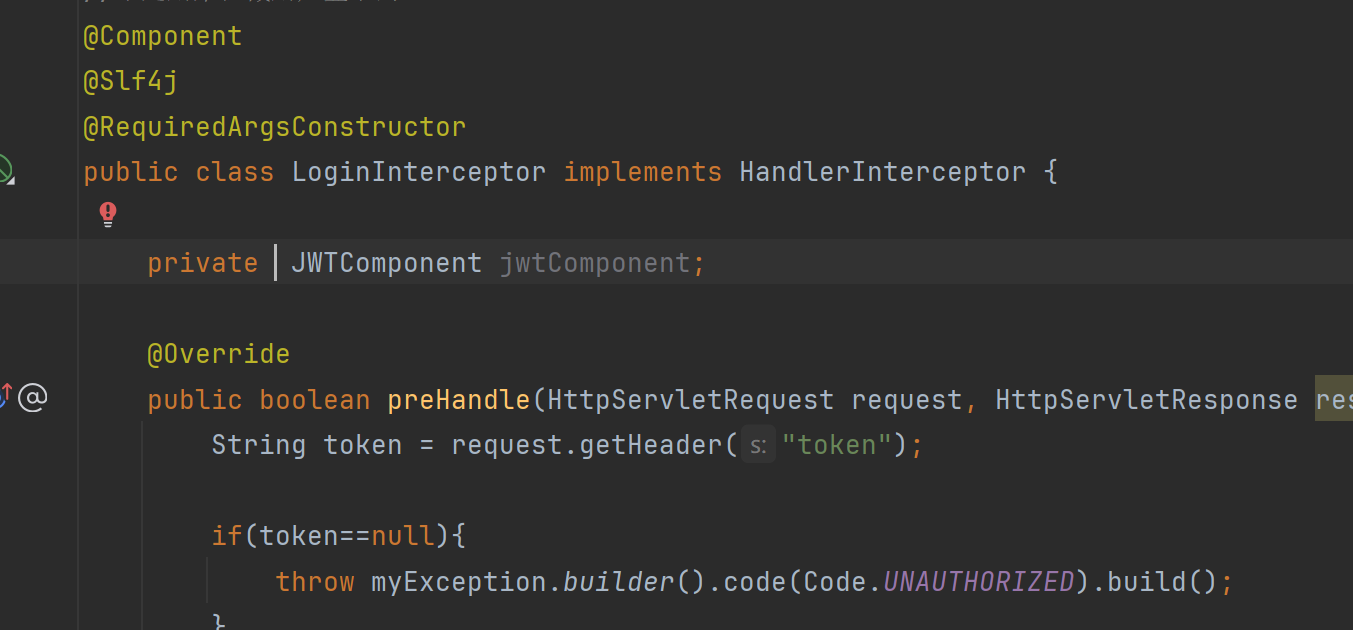 @Component
@Slf4j
@RequiredArgsConstructor
public class LoginInterceptor implements HandlerInterceptor {
private JWTComponent jwtComponent;
@Override
public boolean preHandle(HttpServletRequest request, HttpServletResponse res
String token = request.getHeader( s: "token");
if(token==null){
throw myException.builder().code(Code.UNAUTHORIZED).build();
}